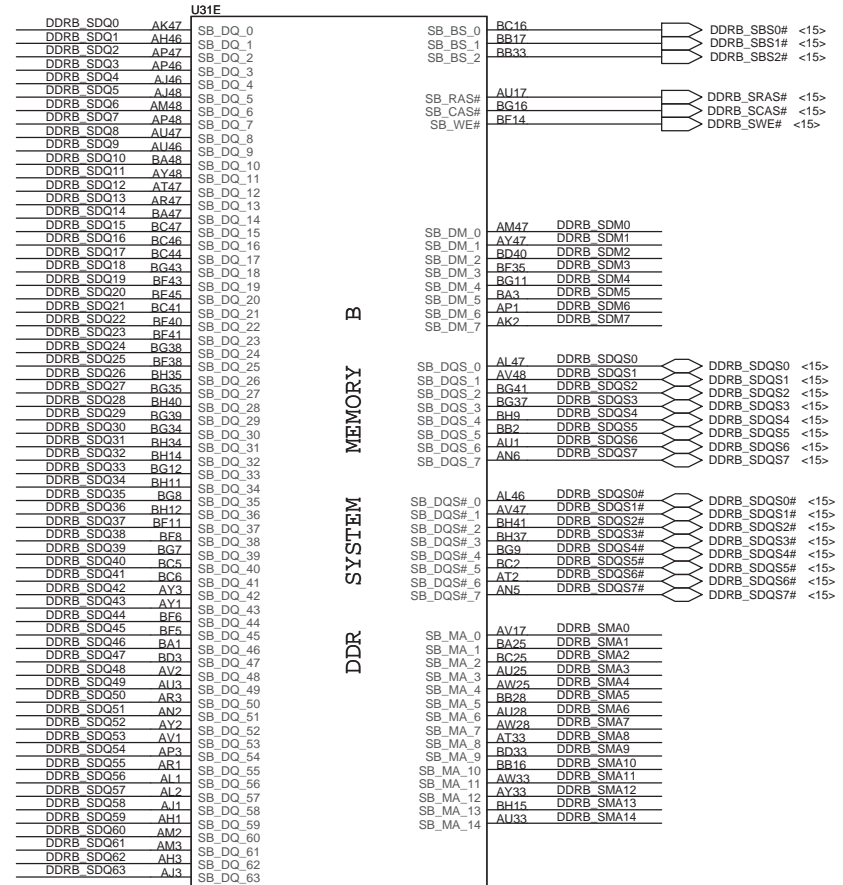 U31E
DDRB_SDQ0 AK47 SB_DQ_0
DDRB_SDQ1 AH46 SB_DQ_1
DDRB_SDQ2 AP47 SB_DQ_2
DDRB_SDQ3 AP46 SB_DQ_3
DDRB_SDQ4 AJ46 SB_DQ_4
DDRB_SDQ5 AJ48 SB_DQ_5
DDRB_SDQ6 AM48 SB_DQ_6
DDRB_SDQ7 AP48 SB_DQ_7
DDRB_SDQ8 AU47 SB_DQ_8
DDRB_SDQ9 AU46 SB_DQ_9
DDRB_SDQ10 BA48 SB_DQ_10
DDRB_SDQ11 AY48 SB_DQ_11
DDRB_SDQ12 AT47 SB_DQ_12
DDRB_SDQ13 AR47 SB_DQ_13
DDRB_SDQ14 BA47 SB_DQ_14
DDRB_SDQ15 BC47 SB_DQ_15
DDRB_SDQ16 BC46 SB_DQ_16
DDRB_SDQ17 BC44 SB_DQ_17
DDRB_SDQ18 BG43 SB_DQ_18
DDRB_SDQ19 BF43 SB_DQ_19
DDRB_SDQ20 BE45 SB_DQ_20
DDRB_SDQ21 BC41 SB_DQ_21
DDRB_SDQ22 BF40 SB_DQ_22
DDRB_SDQ23 BF41 SB_DQ_23
DDRB_SDQ24 BG38 SB_DQ_24
DDRB_SDQ25 BF38 SB_DQ_25
DDRB_SDQ26 BH35 SB_DQ_26
DDRB_SDQ27 BG35 SB_DQ_27
DDRB_SDQ28 BH40 SB_DQ_28
DDRB_SDQ29 BG39 SB_DQ_29
DDRB_SDQ30 BG34 SB_DQ_30
DDRB_SDQ31 BH34 SB_DQ_31
DDRB_SDQ32 BH14 SB_DQ_32
DDRB_SDQ33 BG12 SB_DQ_33
DDRB_SDQ34 BH11 SB_DQ_34
DDRB_SDQ35 BG8 SB_DQ_35
DDRB_SDQ36 BH12 SB_DQ_36
DDRB_SDQ37 BF11 SB_DQ_37
DDRB_SDQ38 BF8 SB_DQ_38
DDRB_SDQ39 BG7 SB_DQ_39
DDRB_SDQ40 BC5 SB_DQ_40
DDRB_SDQ41 BC6 SB_DQ_41
DDRB_SDQ42 AY3 SB_DQ_42
DDRB_SDQ43 AY1 SB_DQ_43
DDRB_SDQ44 BF6 SB_DQ_44
DDRB_SDQ45 BF5 SB_DQ_45
DDRB_SDQ46 BA1 SB_DQ_46
DDRB_SDQ47 BD3 SB_DQ_47
DDRB_SDQ48 AV2 SB_DQ_48
DDRB_SDQ49 AU3 SB_DQ_49
DDRB_SDQ50 AR3 SB_DQ_50
DDRB_SDQ51 AN2 SB_DQ_51
DDRB_SDQ52 AY2 SB_DQ_52
DDRB_SDQ53 AV1 SB_DQ_53
DDRB_SDQ54 AP3 SB_DQ_54
DDRB_SDQ55 AR1 SB_DQ_55
DDRB_SDQ56 AL1 SB_DQ_56
DDRB_SDQ57 AL2 SB_DQ_57
DDRB_SDQ58 AJ1 SB_DQ_58
DDRB_SDQ59 AH1 SB_DQ_59
DDRB_SDQ60 AM2 SB_DQ_60
DDRB_SDQ61 AM3 SB_DQ_61
DDRB_SDQ62 AH3 SB_DQ_62
DDRB_SDQ63 AJ3 SB_DQ_63
DDR SYSTEM MEMORY B
SB_BS_0 BC16 DDRB_SBS0# <15>
SB_BS_1 BB17 DDRB_SBS1# <15>
SB_BS_2 BB33 DDRB_SBS2# <15>
SB_RAS# AU17 DDRB_SRAS# <15>
SB_CAS# BG16 DDRB_SCAS# <15>
SB_WE# BF14 DDRB_SWE# <15>
SB_DM_0 AM47 DDRB_SDM0
SB_DM_1 AY47 DDRB_SDM1
SB_DM_2 BD40 DDRB_SDM2
SB_DM_3 BF35 DDRB_SDM3
SB_DM_4 BG11 DDRB_SDM4
SB_DM_5 BA3 DDRB_SDM5
SB_DM_6 AP1 DDRB_SDM6
SB_DM_7 AK2 DDRB_SDM7
SB_DQS_0 AL47 DDRB_SDQS0 DDRB_SDQS0 <15>
SB_DQS_1 AV48 DDRB_SDQS1 DDRB_SDQS1 <15>
SB_DQS_2 BG41 DDRB_SDQS2 DDRB_SDQS2 <15>
SB_DQS_3 BG37 DDRB_SDQS3 DDRB_SDQS3 <15>
SB_DQS_4 BH9 DDRB_SDQS4 DDRB_SDQS4 <15>
SB_DQS_5 BB2 DDRB_SDQS5 DDRB_SDQS5 <15>
SB_DQS_6 AU1 DDRB_SDQS6 DDRB_SDQS6 <15>
SB_DQS_7 AN6 DDRB_SDQS7 DDRB_SDQS7 <15>
SB_DQS#_0 AL46 DDRB_SDQS0# DDRB_SDQS0# <15>
SB_DQS#_1 AV47 DDRB_SDQS1# DDRB_SDQS1# <15>
SB_DQS#_2 BH41 DDRB_SDQS2# DDRB_SDQS2# <15>
SB_DQS#_3 BH37 DDRB_SDQS3# DDRB_SDQS3# <15>
SB_DQS#_4 BG9 DDRB_SDQS4# DDRB_SDQS4# <15>
SB_DQS#_5 BC2 DDRB_SDQS5# DDRB_SDQS5# <15>
SB_DQS#_6 AT2 DDRB_SDQS6# DDRB_SDQS6# <15>
SB_DQS#_7 AN5 DDRB_SDQS7# DDRB_SDQS7# <15>
SB_MA_0 AV17 DDRB_SMA0
SB_MA_1 BA25 DDRB_SMA1
SB_MA_2 BC25 DDRB_SMA2
SB_MA_3 AU25 DDRB_SMA3
SB_MA_4 AW25 DDRB_SMA4
SB_MA_5 BB28 DDRB_SMA5
SB_MA_6 AU28 DDRB_SMA6
SB_MA_7 AW28 DDRB_SMA7
SB_MA_8 AT33 DDRB_SMA8
SB_MA_9 BD33 DDRB_SMA9
SB_MA_10 BB16 DDRB_SMA10
SB_MA_11 AW33 DDRB_SMA11
SB_MA_12 AY33 DDRB_SMA12
SB_MA_13 BH15 DDRB_SMA13
SB_MA_14 AU33 DDRB_SMA14